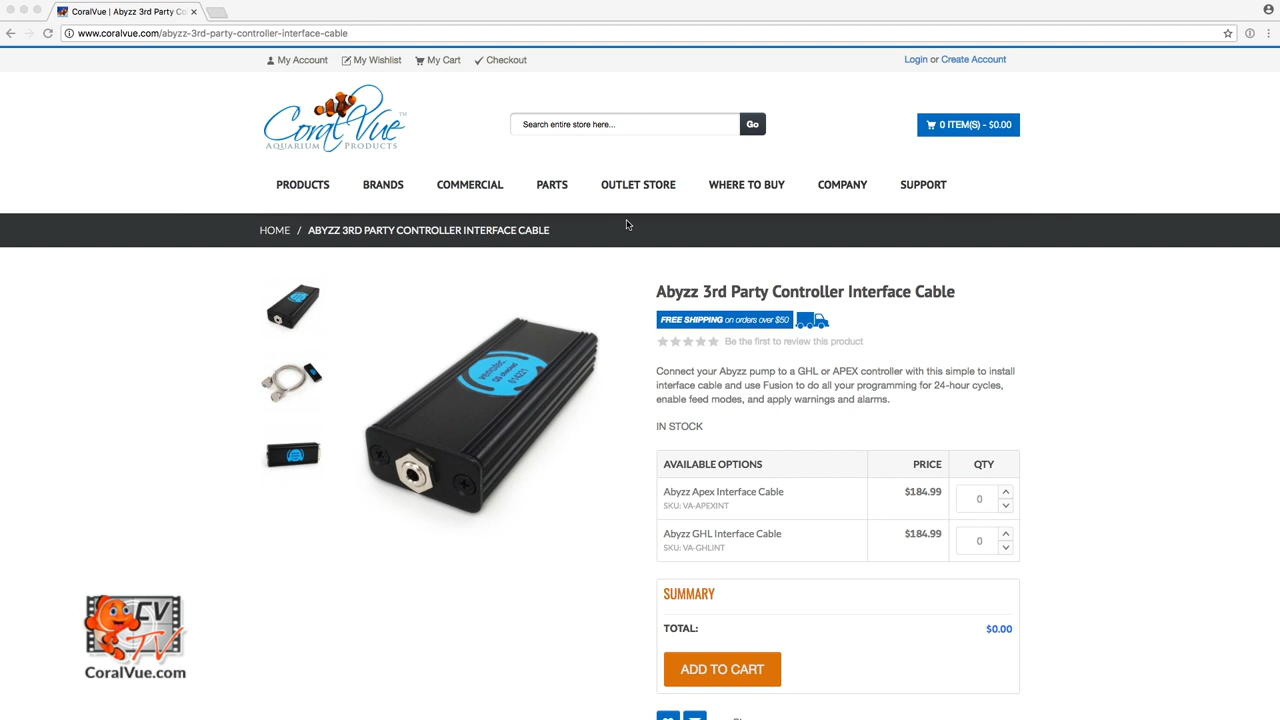 CoralVue | Abyzz 3rd Party Co
www.coralvue.com/abyzz-3rd-party-controller-interface-cable
My Account
My Wishlist
My Cart
Checkout
Login or Create Account
CoralVue™
AQUARIUM PRODUCTS
Search entire store here...
Go
0 ITEM(S) - $0.00
PRODUCTS
BRANDS
COMMERCIAL
PARTS
OUTLET STORE
WHERE TO BUY
COMPANY
SUPPORT
HOME / ABYZZ 3RD PARTY CONTROLLER INTERFACE CABLE
Abyzz 3rd Party Controller Interface Cable
FREE SHIPPING on orders over $50
Be the first to review this product
Connect your Abyzz pump to a GHL or APEX controller with this simple to install
interface cable and use Fusion to do all your programming for 24-hour cycles,
enable feed modes, and apply warnings and alarms.
IN STOCK
AVAILABLE OPTIONS PRICE QTY
Abyzz Apex Interface Cable $184.99 0
SKU: VA-APEXINT
Abyzz GHL Interface Cable $184.99 0
SKU: VA-GHLINT
SUMMARY
TOTAL: $0.00
ADD TO CART
CV
TV
CoralVue.com